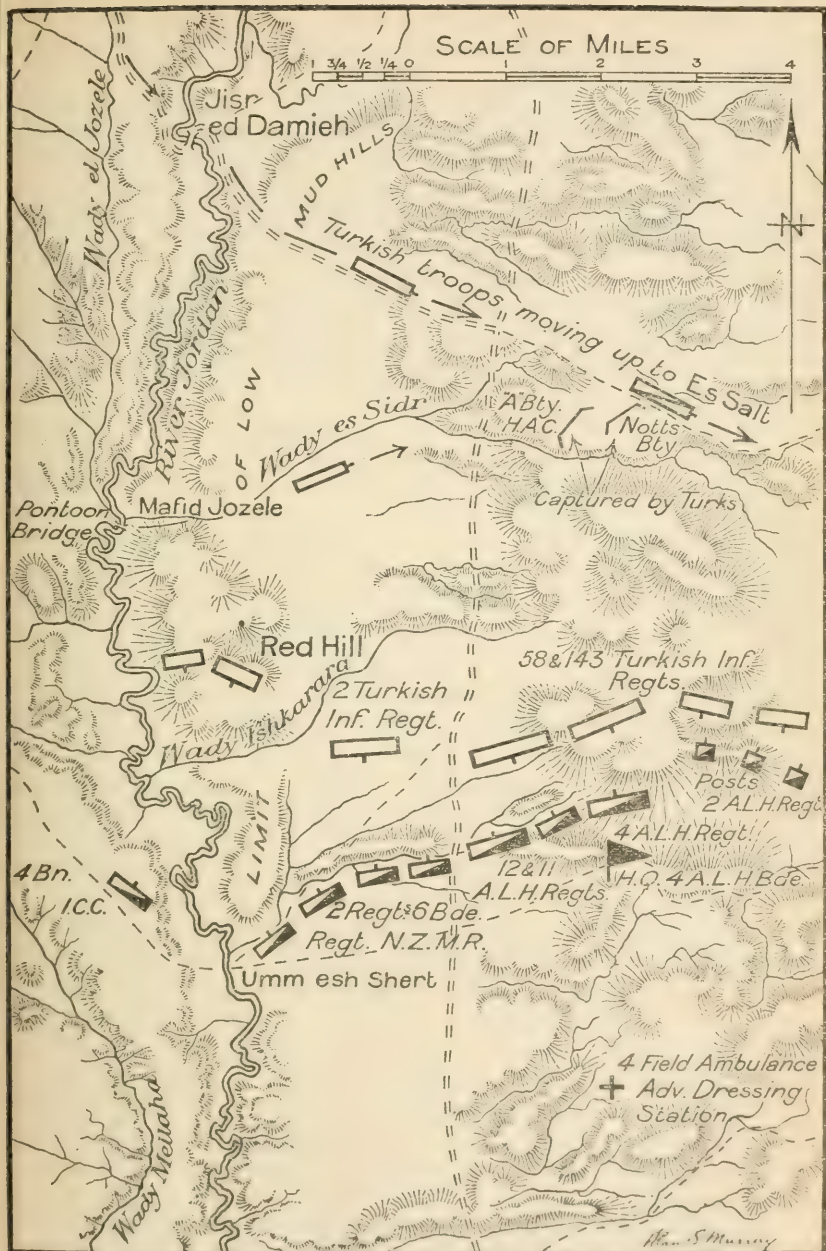 SCALE OF MILES
1 3/4 1/2 1/4 0 1 2 3 4
Jisr
ed Damieh
Wady el Jozele
MUD HILLS
N
Turkish troops moving up to Es Salt
River Jordan
OF LOW
Wady es Sidr
A Bty.
H.A.C.
Notts
Bty
Captured by Turks
Pontoon
Bridge
Mafid Jozele
Red Hill
58 & 143 Turkish Inf.
Regts.
2 Turkish
Inf. Regt.
Wady Ishkarara
Posts
2 A.L.H. Regt.
LIMIT
4 A.L.H. Regt.
4 Bn.
I.C.C.
12 & 11
A.L.H. Regts.
H.Q. 4 A.L.H Bde.
2 Regts 6 Bde.
Regt. N.Z.M.R.
Umm esh Shert
4 Field Ambulance
Adv. Dressing
Station
Wady Meilaha
S Murray